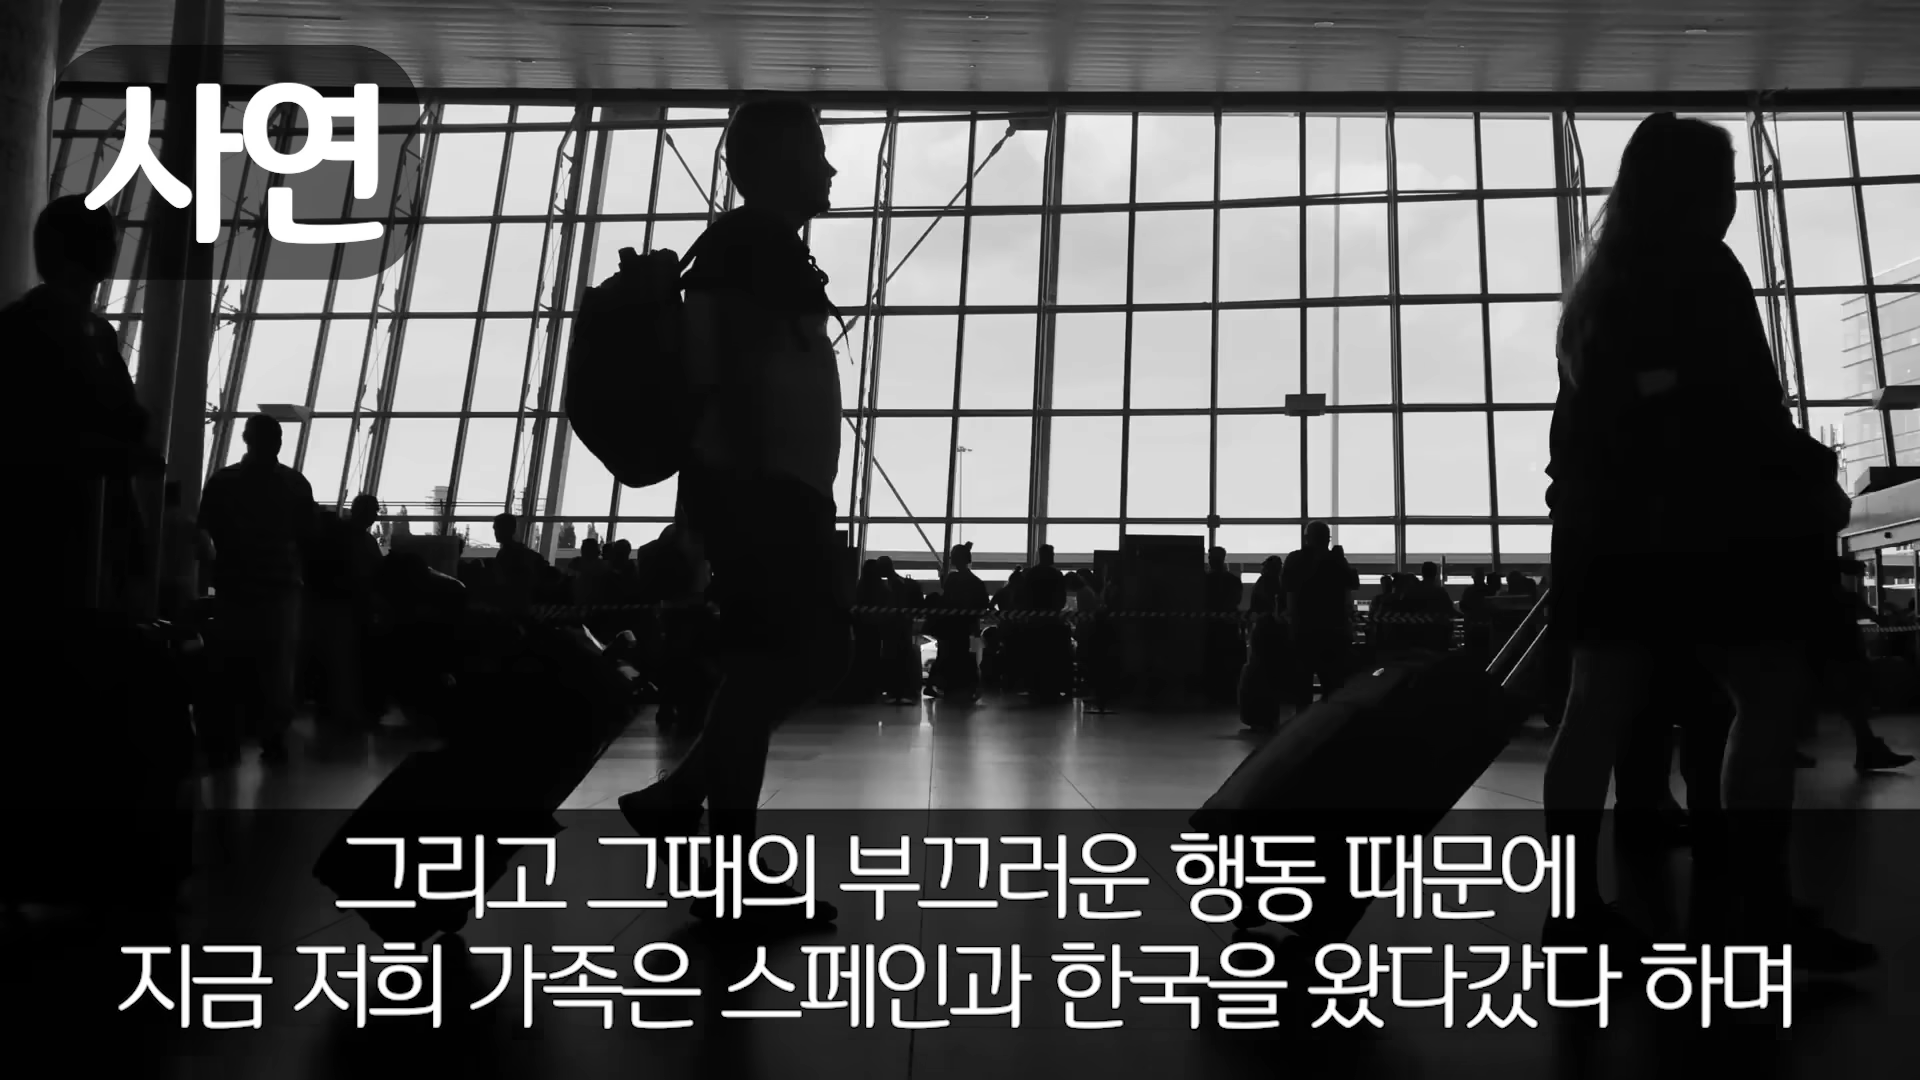 사연
그리고 그때의 부끄러운 행동 때문에
지금 저희 가족은 스페인과 한국을 왔다갔다 하며